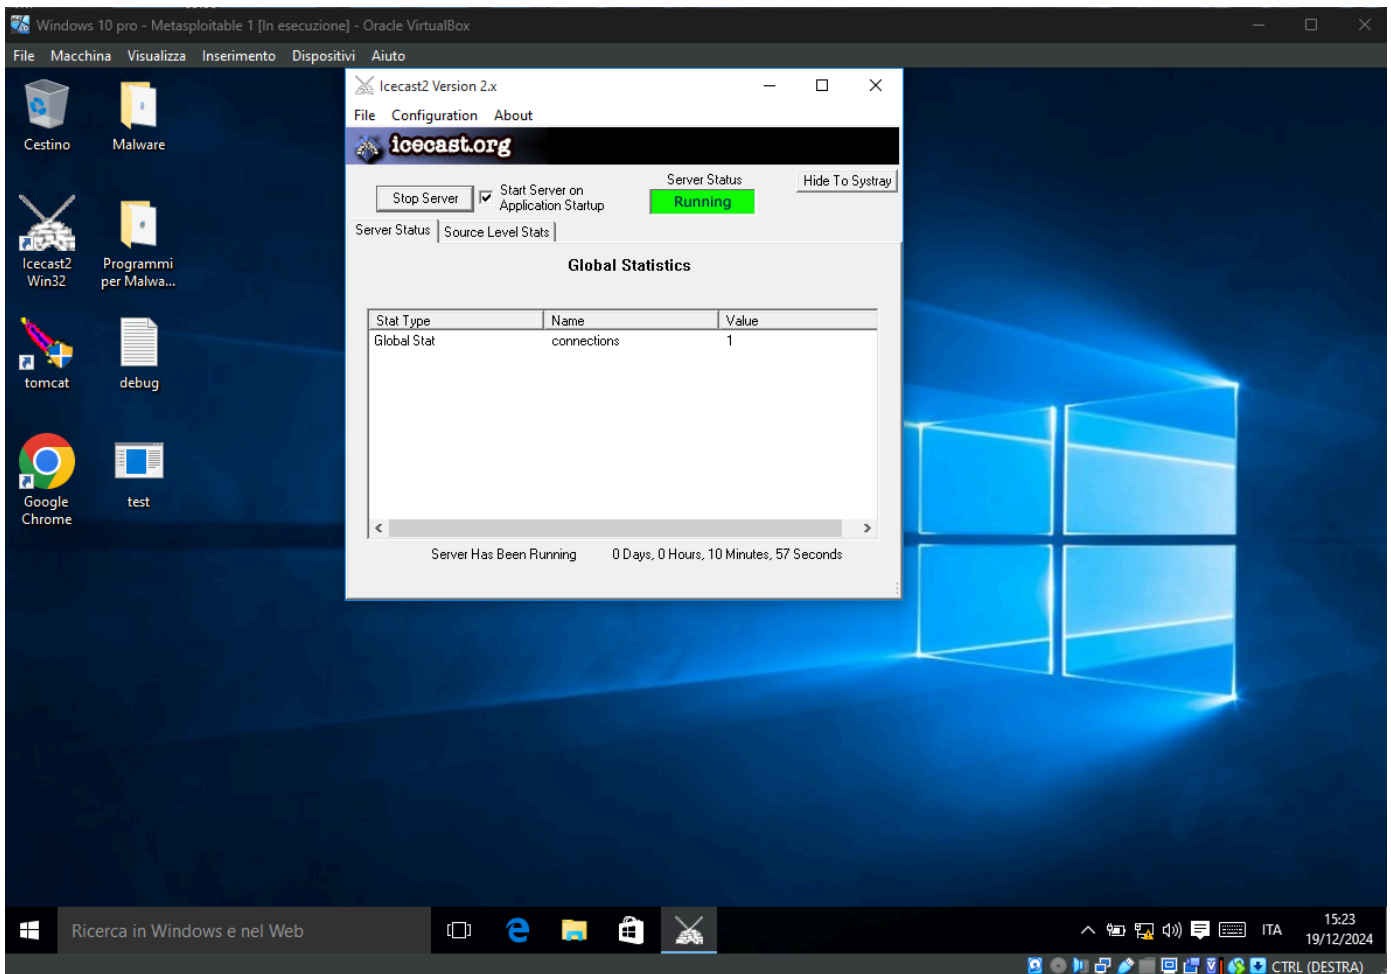 Windows 10 pro - Metasploitable 1 [In esecuzione] - Oracle VirtualBox
File Macchina Visualizza Inserimento Dispositivi Aiuto
Cestino
Malware
Icecast2
Win32
Programmi
per Malwa...
tomcat
debug
Google
Chrome
test
Icecast2 Version 2.x
File Configuration About
icecast.org
Stop Server
Start Server on
Application Startup
Server Status
Running
Hide To Systray
Server Status Source Level Stats
Global Statistics
Stat Type Name Value
Global Stat connections 1
Server Has Been Running 0 Days, 0 Hours, 10 Minutes, 57 Seconds
Ricerca in Windows e nel Web
ITA
15:23
19/12/2024
CTRL (DESTRA)